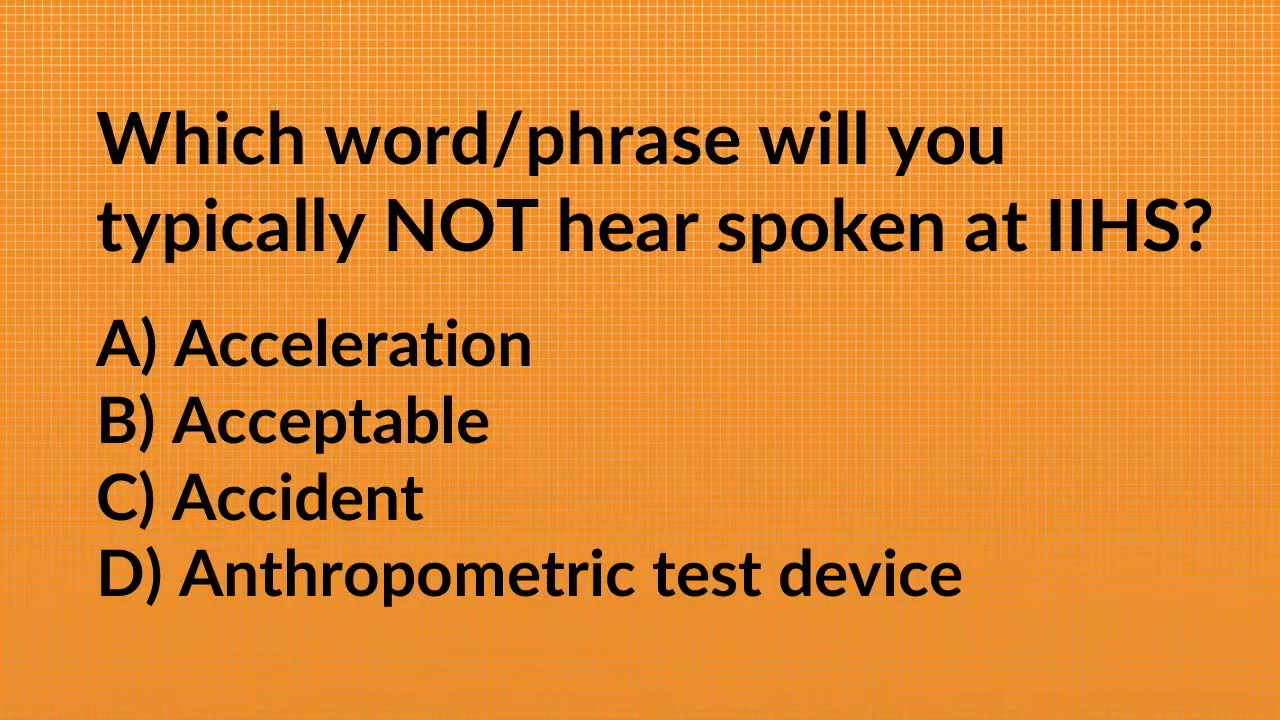 Which word/phrase will you
typically NOT hear spoken at IIHS?
A) Acceleration
B) Acceptable
C) Accident
D) Anthropometric test device